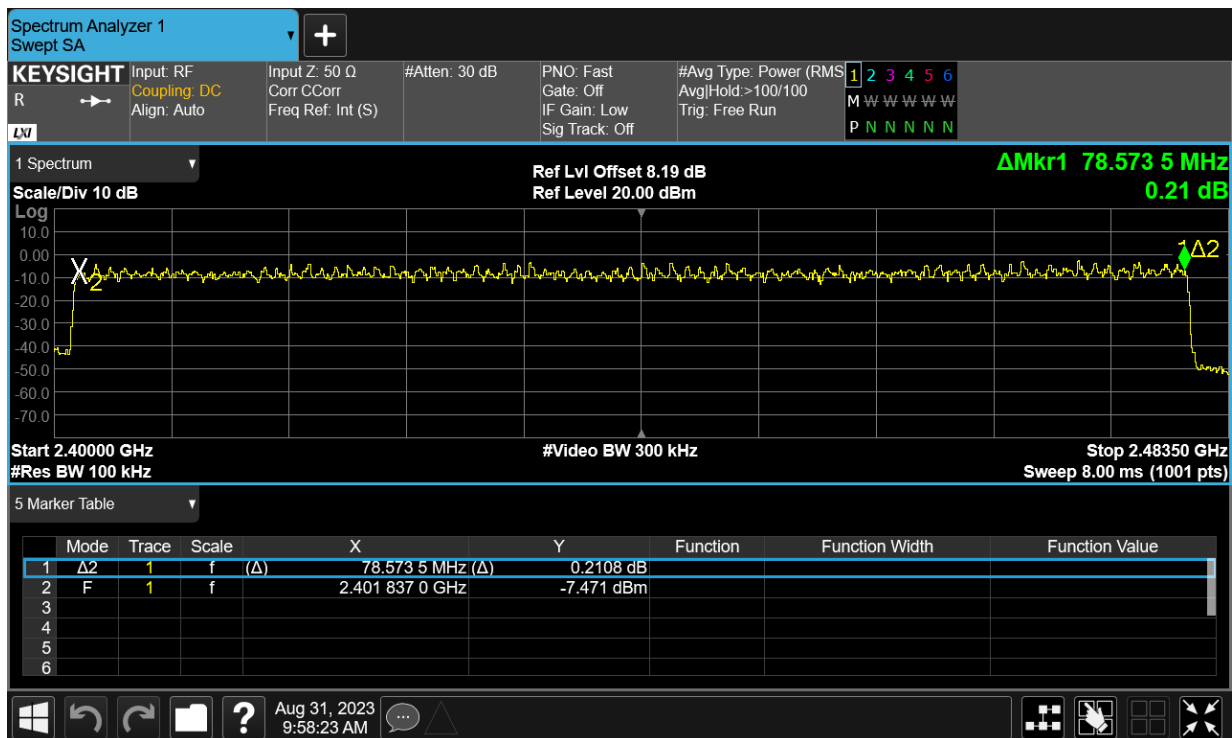 Spectrum Analyzer 1
Swept SA
KEYSIGHT
R
LXI
Input: RF
Coupling: DC
Align: Auto
Input Z: 50 Ω
Corr CCorr
Freq Ref: Int (S)
#Atten: 30 dB
PNO: Fast
Gate: Off
IF Gain: Low
Sig Track: Off
#Avg Type: Power (RMS
Avg|Hold:>100/100
Trig: Free Run
1 2 3 4 5 6
M W W W W W
P N N N N N
1 Spectrum
Scale/Div 10 dB
Ref Lvl Offset 8.19 dB
Ref Level 20.00 dBm
ΔMkr1 78.573 5 MHz
0.21 dB
Log
10.0
0.00
-10.0
-20.0
-30.0
-40.0
-50.0
-60.0
-70.0
X2
1Δ2
Start 2.40000 GHz
#Video BW 300 kHz
Stop 2.48350 GHz
#Res BW 100 kHz
Sweep 8.00 ms (1001 pts)
5 Marker Table
Mode Trace Scale X Y Function Function Width Function Value
1 Δ2 1 f (Δ) 78.573 5 MHz (Δ) 0.2108 dB
2 F 1 f 2.401 837 0 GHz -7.471 dBm
3
4
5
6
?
Aug 31, 2023
9:58:23 AM